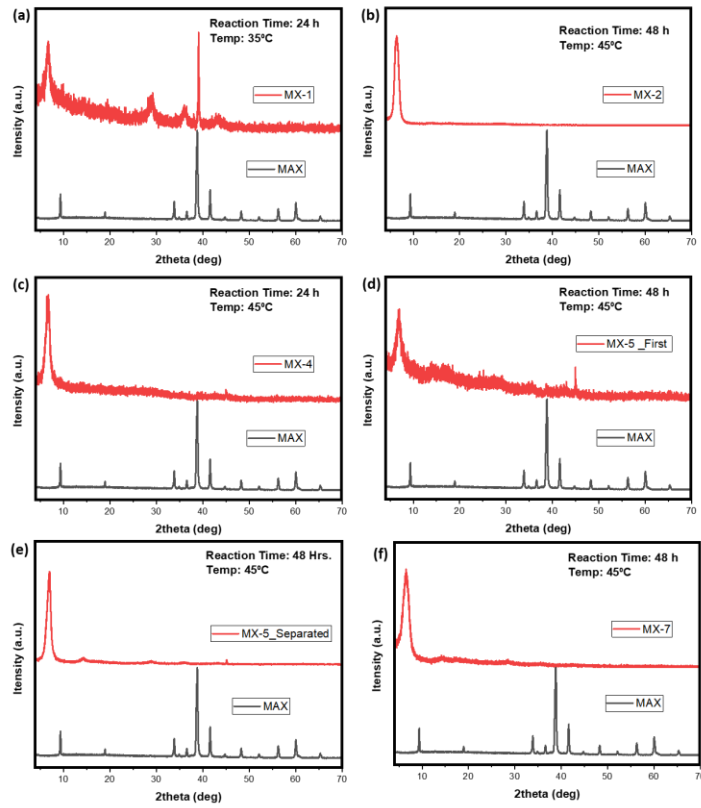 (a)
Reaction Time: 24 h
Temp: 35ºC
MX-1
MAX
Itensity (a.u.)
10 20 30 40 50 60 70
2theta (deg)
(b)
Reaction Time: 48 h
Temp: 45ºC
MX-2
MAX
Itensity (a.u.)
10 20 30 40 50 60 70
2theta (deg)
(c)
Reaction Time: 24 h
Temp: 45ºC
MX-4
MAX
Itensity (a.u.)
10 20 30 40 50 60 70
2theta (deg)
(d)
Reaction Time: 48 h
Temp: 45ºC
MX-5 _First
MAX
Itensity (a.u.)
10 20 30 40 50 60 70
2theta (deg)
(e)
Reaction Time: 48 Hrs.
Temp: 45ºC
MX-5_Separated
MAX
Itensity (a.u.)
10 20 30 40 50 60 70
2theta (deg)
(f)
Reaction Time: 48 h
Temp: 45ºC
MX-7
MAX
Itensity (a.u.)
10 20 30 40 50 60 70
2theta (deg)